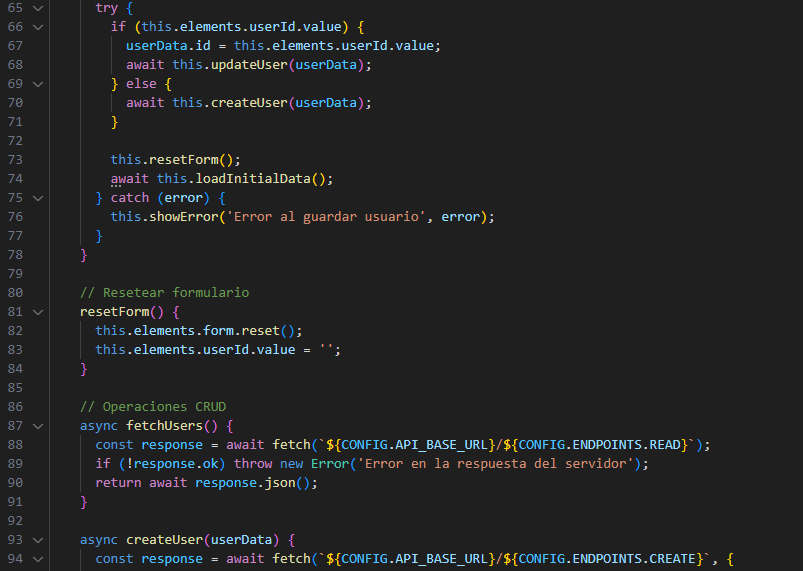 65 try {
66 if (this.elements.userId.value) {
67 userData.id = this.elements.userId.value;
68 await this.updateUser(userData);
69 } else {
70 await this.createUser(userData);
71 }
72
73 this.resetForm();
74 await this.loadInitialData();
75 } catch (error) {
76 this.showError('Error al guardar usuario', error);
77 }
78 }
79
80 // Resetear formulario
81 resetForm() {
82 this.elements.form.reset();
83 this.elements.userId.value = '';
84 }
85
86 // Operaciones CRUD
87 async fetchUsers() {
88 const response = await fetch(`${CONFIG.API_BASE_URL}/${CONFIG.ENDPOINTS.READ}`);
89 if (!response.ok) throw new Error('Error en la respuesta del servidor');
90 return await response.json();
91 }
92
93 async createUser(userData) {
94 const response = await fetch(`${CONFIG.API_BASE_URL}/${CONFIG.ENDPOINTS.CREATE}`, {